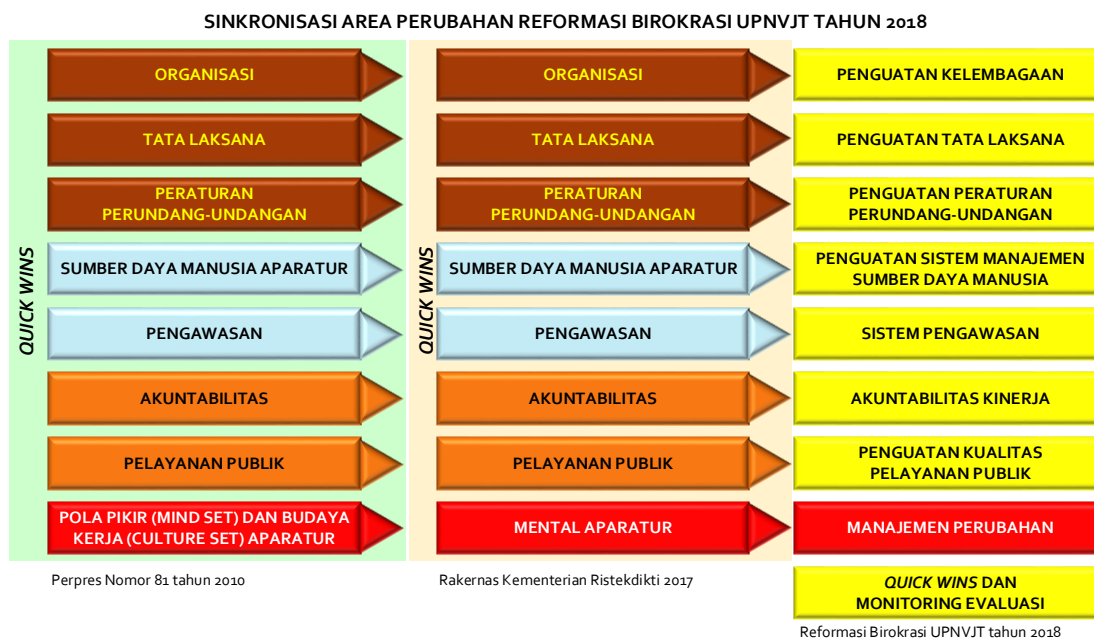 SINKRONISASI AREA PERUBAHAN REFORMASI BIROKRASI UPNVJT TAHUN 2018
QUICK WINS
ORGANISASI
TATA LAKSANA
PERATURAN
PERUNDANG-UNDANGAN
SUMBER DAYA MANUSIA APARATUR
PENGAWASAN
AKUNTABILITAS
PELAYANAN PUBLIK
POLA PIKIR (MIND SET) DAN BUDAYA
KERJA (CULTURE SET) APARATUR
Perpres Nomor 81 tahun 2010
QUICK WINS
ORGANISASI
TATA LAKSANA
PERATURAN
PERUNDANG-UNDANGAN
SUMBER DAYA MANUSIA APARATUR
PENGAWASAN
AKUNTABILITAS
PELAYANAN PUBLIK
MENTAL APARATUR
Rakernas Kementerian Ristekdikti 2017
PENGUATAN KELEMBAGAAN
PENGUATAN TATA LAKSANA
PENGUATAN PERATURAN
PERUNDANG-UNDANGAN
PENGUATAN SISTEM MANAJEMEN
SUMBER DAYA MANUSIA
SISTEM PENGAWASAN
AKUNTABILITAS KINERJA
PENGUATAN KUALITAS
PELAYANAN PUBLIK
MANAJEMEN PERUBAHAN
QUICK WINS DAN
MONITORING EVALUASI
Reformasi Birokrasi UPNVJT tahun 2018